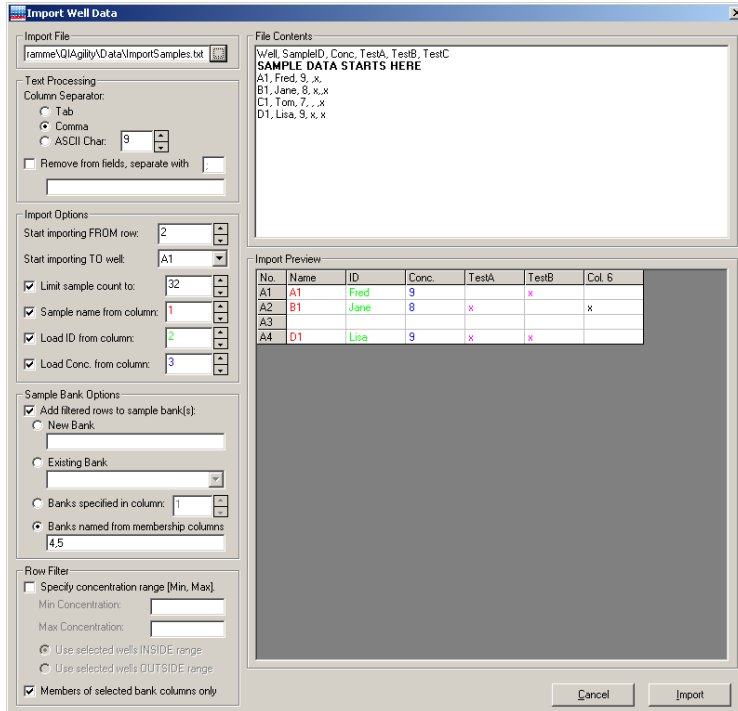 Import Well Data
Import File
ramme\QIAgility\Data\ImportSamples.txt ...
Text Processing
Column Separator:
Tab
Comma
ASCII Char: 9
Remove from fields, separate with ;
Import Options
Start importing FROM row: 2
Start importing TO well: A1
Limit sample count to: 32
Sample name from column: 1
Load ID from column: 2
Load Conc. from column: 3
Sample Bank Options
Add filtered rows to sample bank(s):
New Bank
Existing Bank
Banks specified in column: 1
Banks named from membership columns
4,5
Row Filter
Specify concentration range [Min, Max].
Min Concentration:
Max Concentration:
Use selected wells INSIDE range
Use selected wells OUTSIDE range
Members of selected bank columns only
File Contents
Well, SampleID, Conc, TestA, TestB, TestC
SAMPLE DATA STARTS HERE
A1, Fred, 9, ,x,
B1, Jane, 8, x,,x
C1, Tom, 7, , ,x
D1, Lisa, 9, x, x
Import Preview
No. Name ID Conc. TestA TestB Col. 6
A1 A1 Fred 9 x
A2 B1 Jane 8 x x
A3
A4 D1 Lisa 9 x x
Cancel Import